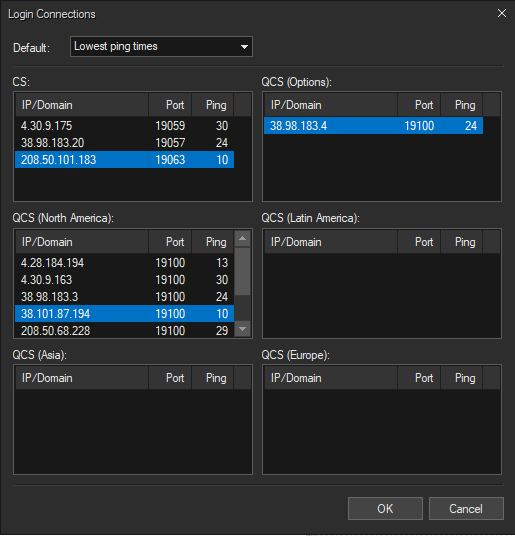 Login Connections
Default: Lowest ping times
CS:
IP/Domain Port Ping
4.30.9.175 19059 30
38.98.183.20 19057 24
208.50.101.183 19063 10
QCS (Options):
IP/Domain Port Ping
38.98.183.4 19100 24
QCS (North America):
IP/Domain Port Ping
4.28.184.194 19100 13
4.30.9.163 19100 30
38.98.183.3 19100 24
38.101.87.194 19100 10
208.50.68.228 19100 29
QCS (Latin America):
IP/Domain Port Ping
QCS (Asia):
IP/Domain Port Ping
QCS (Europe):
IP/Domain Port Ping
OK Cancel